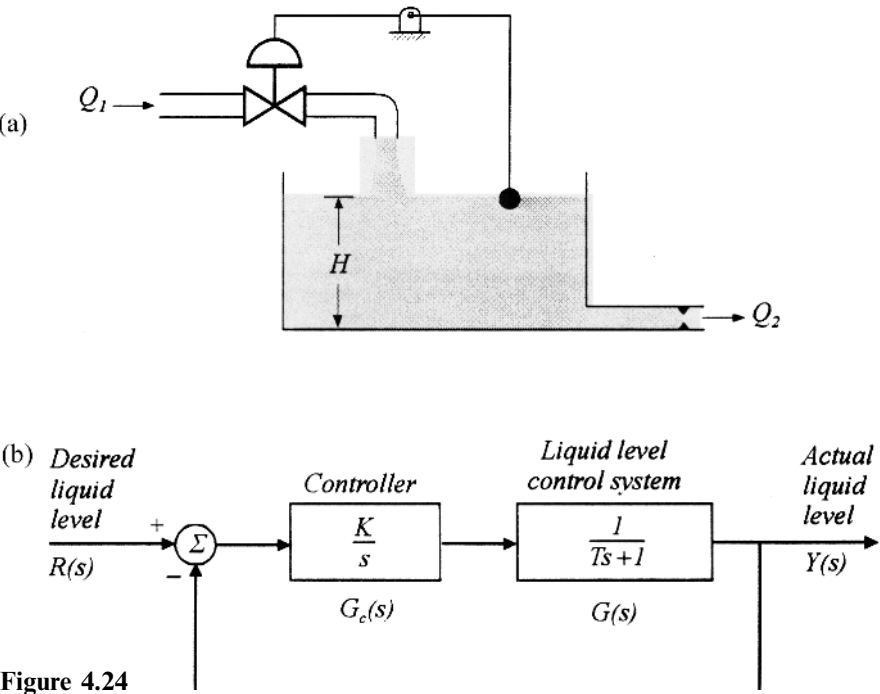 (a)
Q1
H
Q2
(b)
Desired
liquid
level
R(s)
+
Σ
−
Controller
K
s
Gc(s)
Liquid level
control system
1
Ts+1
G(s)
Actual
liquid
level
Y(s)
Figure 4.24